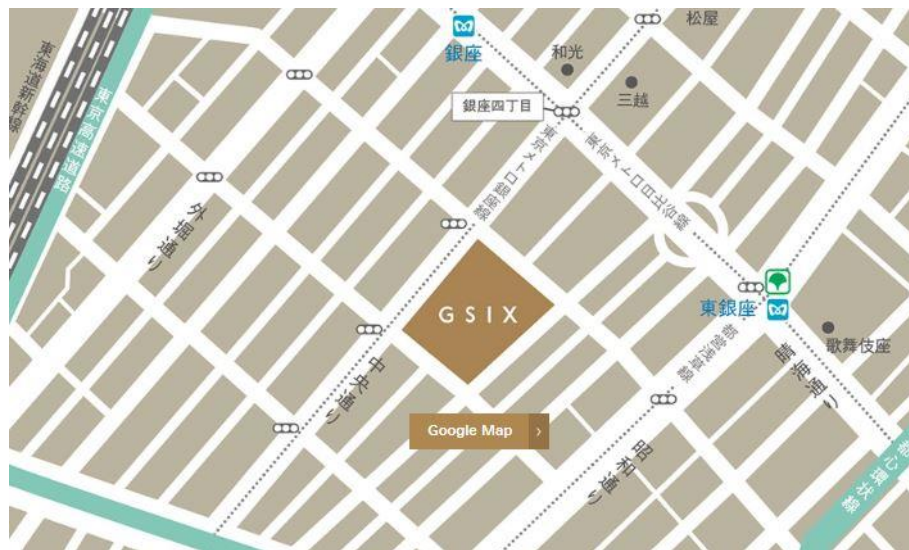 松屋
銀座
和光
三越
銀座四丁目
東海道新幹線
東京高速道路
東京メトロ銀座線
東京メトロ日比谷線
外堀通り
GSIX
東銀座
都営浅草線
歌舞伎座
晴海通り
中央通り
Google Map
昭和通り
都心環状線